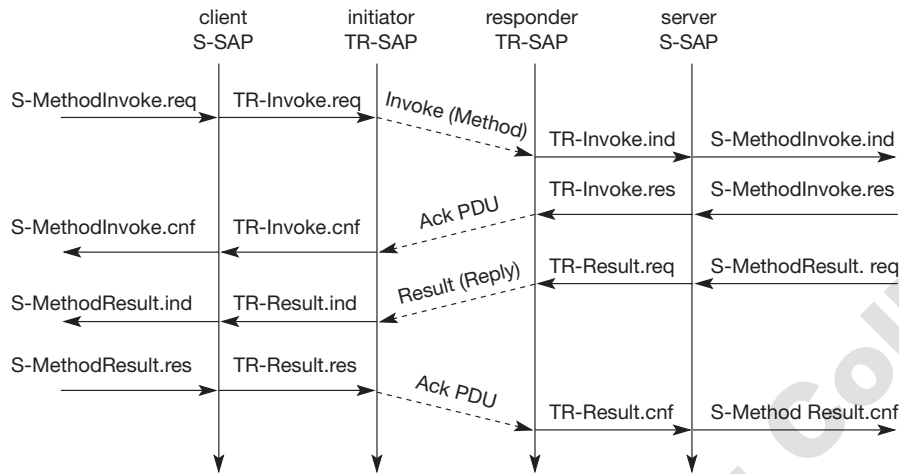 client initiator responder server
S-SAP TR-SAP TR-SAP S-SAP
S-MethodInvoke.req TR-Invoke.req Invoke (Method)
TR-Invoke.ind S-MethodInvoke.ind
TR-Invoke.res S-MethodInvoke.res
S-MethodInvoke.cnf TR-Invoke.cnf Ack PDU
TR-Result.req S-MethodResult. req
S-MethodResult.ind TR-Result.ind Result (Reply)
S-MethodResult.res TR-Result.res
Ack PDU TR-Result.cnf S-Method Result.cnf